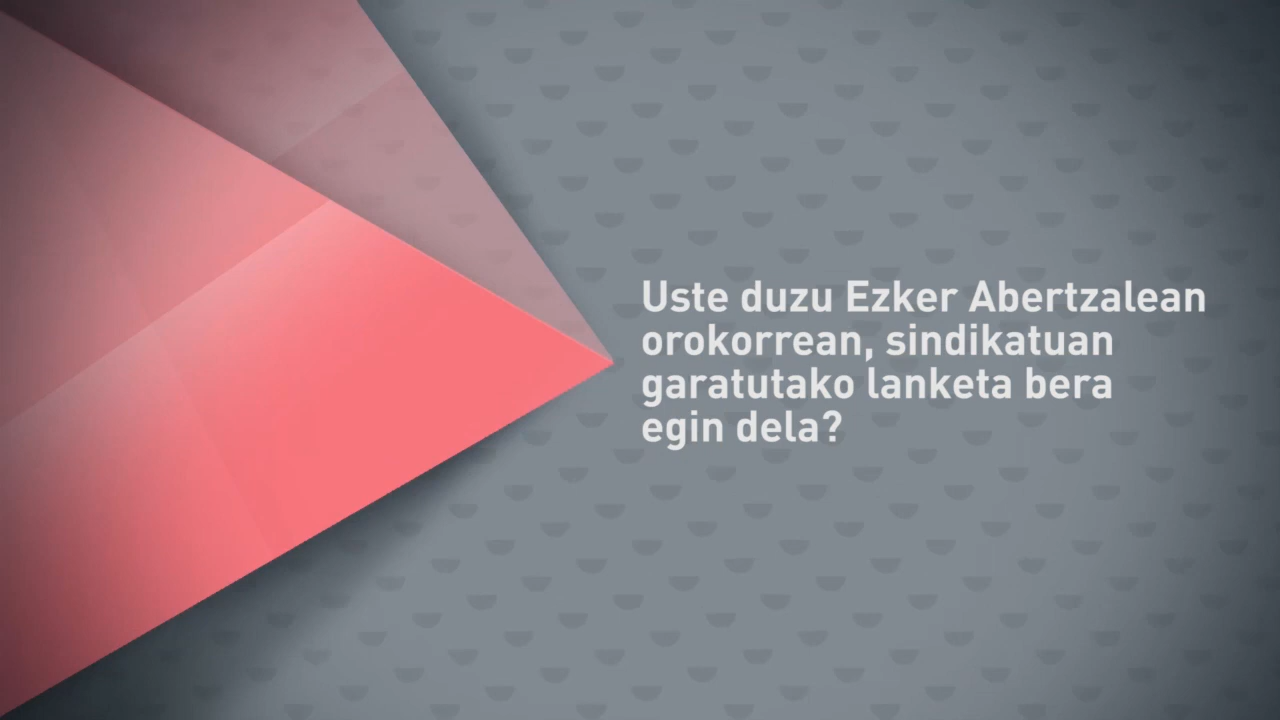 Uste duzu Ezker Abertzalean
orokorrean, sindikatuan
garatutako lanketa bera
egin dela?